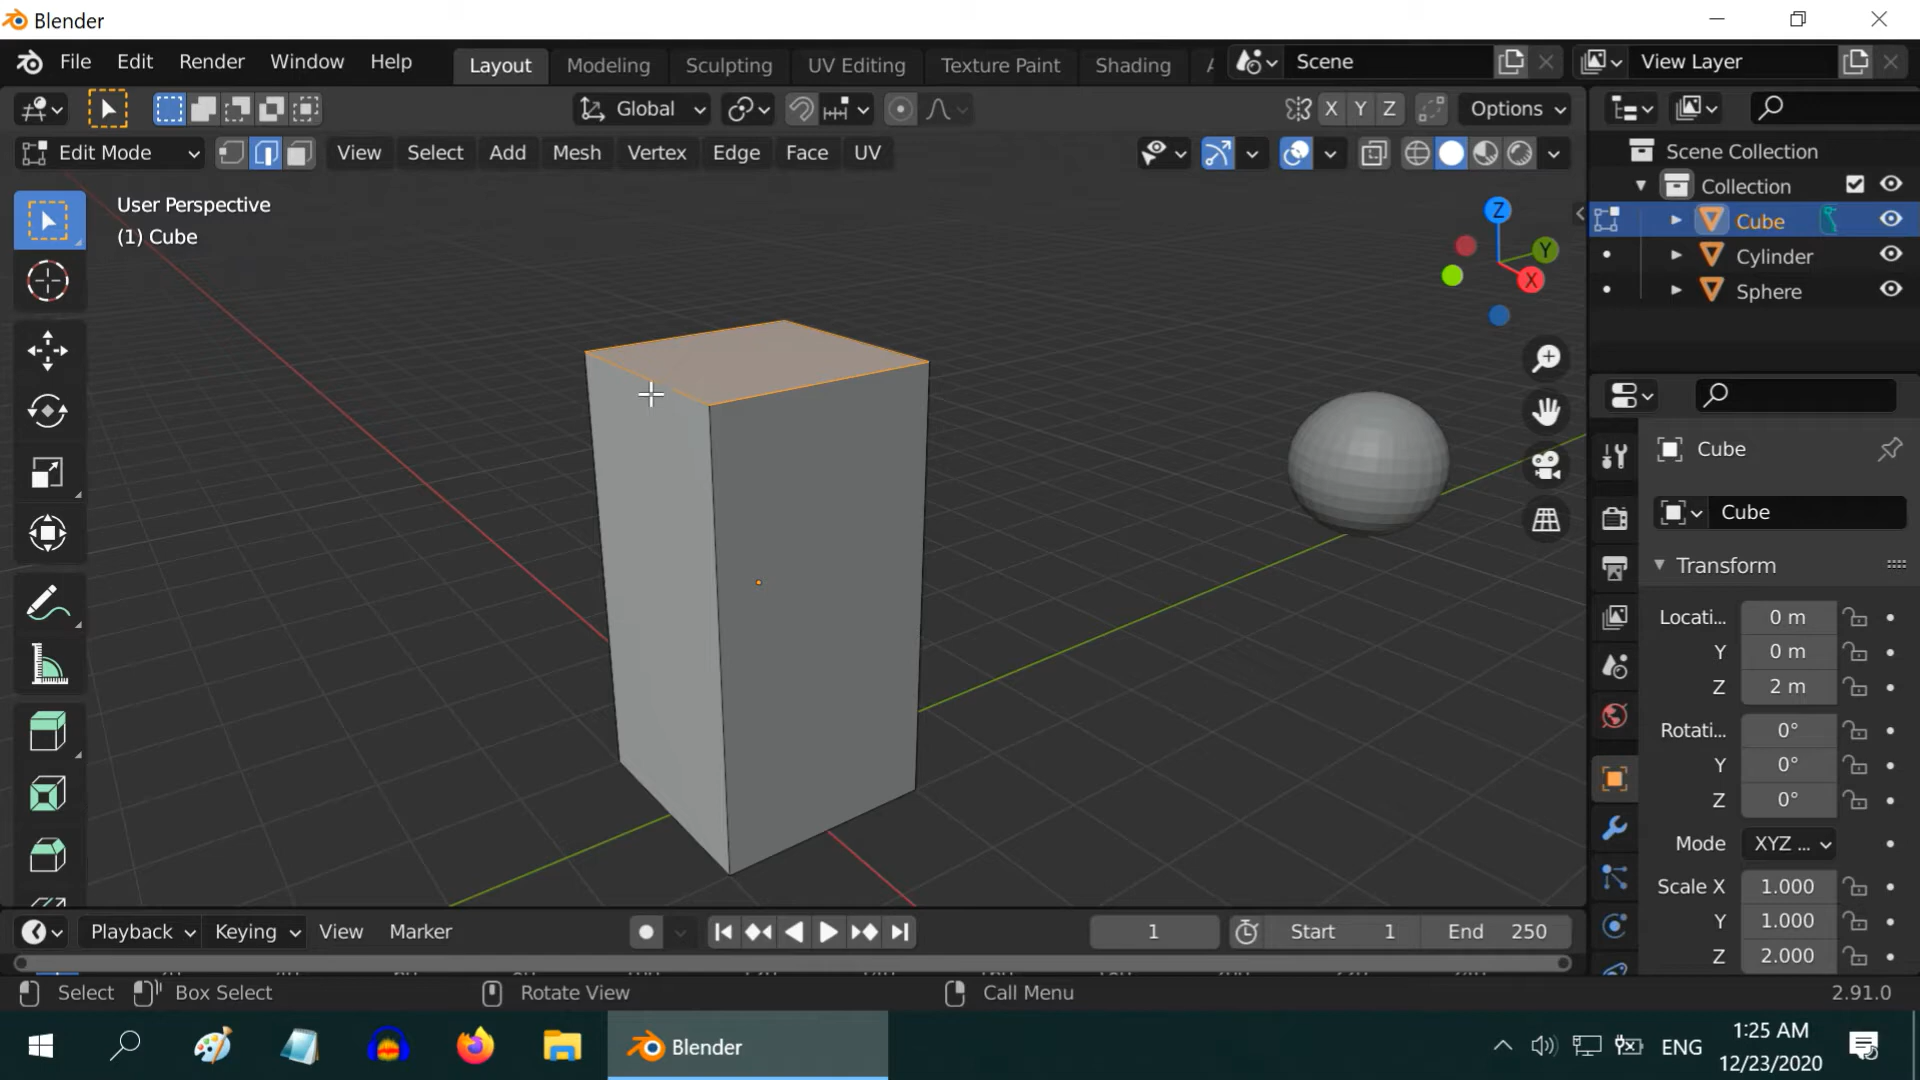 Blender
File Edit Render Window Help Layout Modeling Sculpting UV Editing Texture Paint Shading Scene View Layer
Global X Y Z Options
Edit Mode View Select Add Mesh Vertex Edge Face UV
User Perspective
(1) Cube
Z
Y
X
Scene Collection
Collection
Cube
Cylinder
Sphere
Cube
Cube
Transform
Locati... 0 m
Y 0 m
Z 2 m
Rotati... 0°
Y 0°
Z 0°
Mode XYZ ...
Scale X 1.000
Y 1.000
Z 2.000
Playback Keying View Marker 1 Start 1 End 250
Select Box Select Rotate View Call Menu 2.91.0
Blender ENG 1:25 AM
12/23/2020